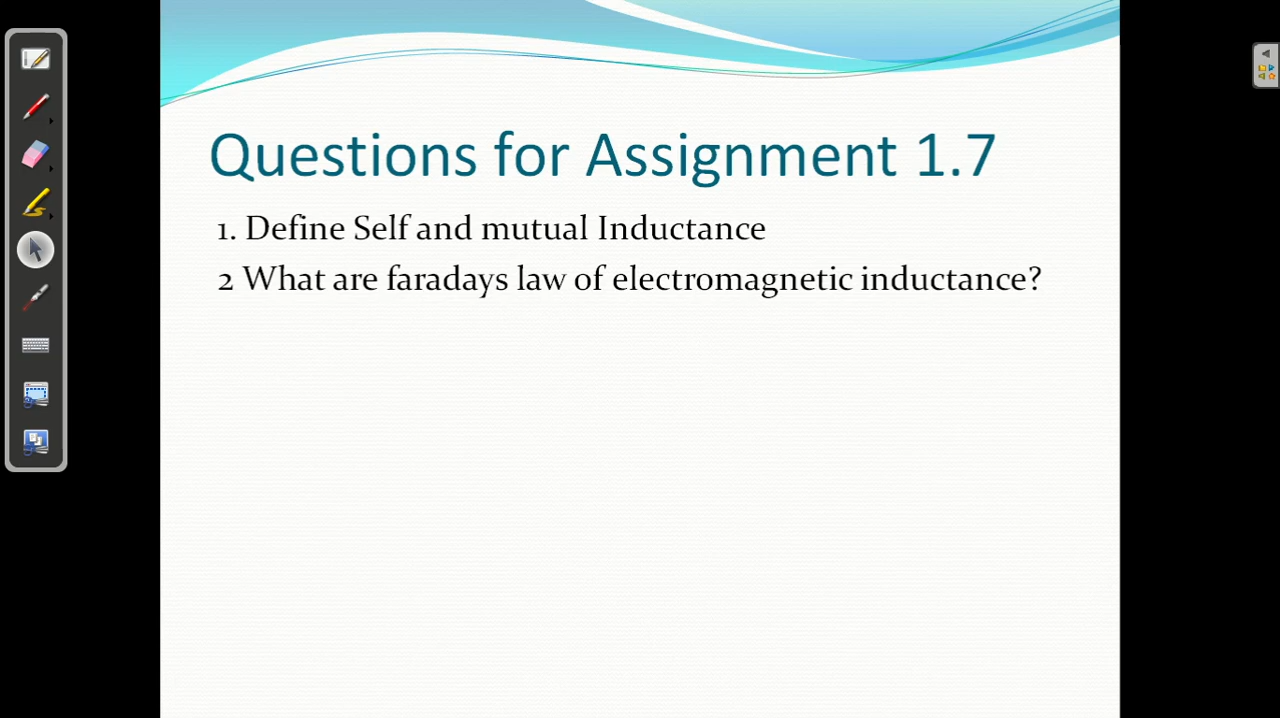 Questions for Assignment 1.7
1. Define Self and mutual Inductance
2 What are faradays law of electromagnetic inductance?